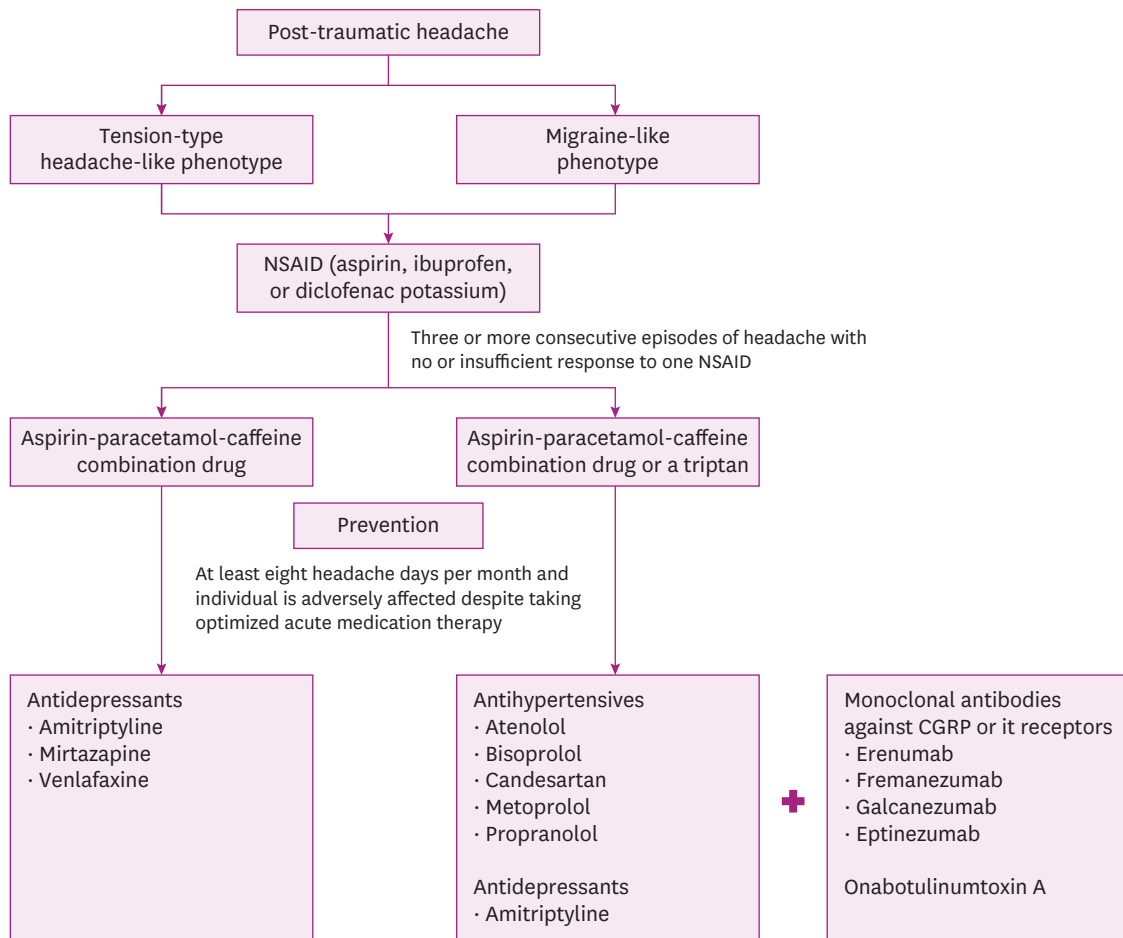 Post-traumatic headache
Tension-type
headache-like phenotype
Migraine-like
phenotype
NSAID (aspirin, ibuprofen,
or diclofenac potassium)
Three or more consecutive episodes of headache with
no or insufficient response to one NSAID
Aspirin-paracetamol-caffeine
combination drug
Aspirin-paracetamol-caffeine
combination drug or a triptan
Prevention
At least eight headache days per month and
individual is adversely affected despite taking
optimized acute medication therapy
Antidepressants
· Amitriptyline
· Mirtazapine
· Venlafaxine
Antihypertensives
· Atenolol
· Bisoprolol
· Candesartan
· Metoprolol
· Propranolol
Antidepressants
· Amitriptyline
Monoclonal antibodies
against CGRP or it receptors
· Erenumab
· Fremanezumab
· Galcanezumab
· Eptinezumab
Onabotulinumtoxin A